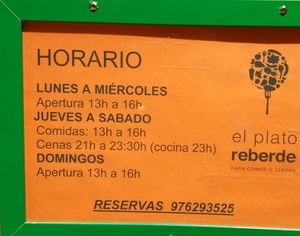 HORARIO
LUNES A MIÉRCOLES
Apertura 13h a 16h
JUEVES A SABADO
Comidas: 13h a 16h
Cenas 21h a 23:30h (cocina 23h)
DOMINGOS
Apertura 13h a 16h
RESERVAS 976293525
el plato
reberde
PARA COMER O LLEVAR